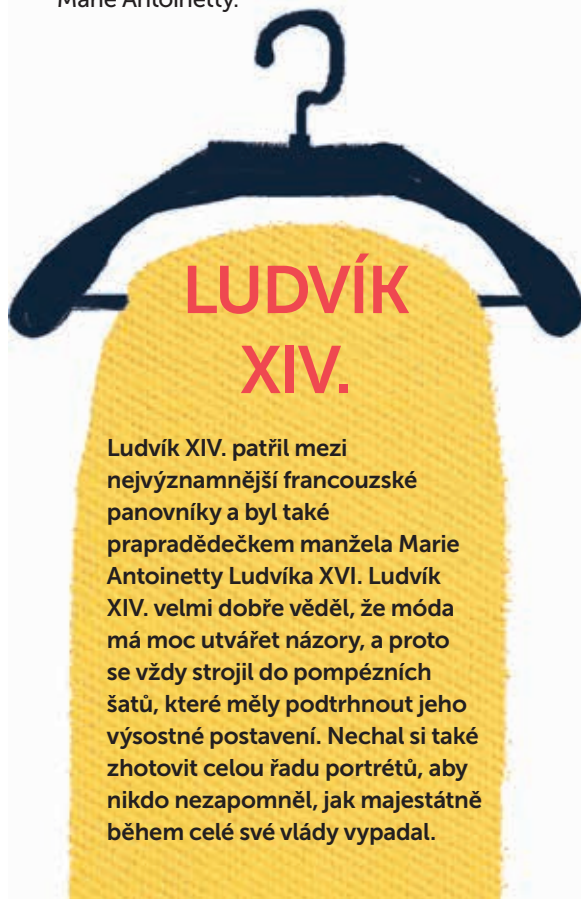 Marie Antoinetty.
LUDVÍK
XIV.
Ludvík XIV. patřil mezi
nejvýznamnější francouzské
panovníky a byl také
prapradědečkem manžela Marie
Antoinetty Ludvíka XVI. Ludvík
XIV. velmi dobře věděl, že móda
má moc utvářet názory, a proto
se vždy strojil do pompézních
šatů, které měly podtrhnout jeho
výsostné postavení. Nechal si také
zhotovit celou řadu portrétů, aby
nikdo nezapomněl, jak majestátně
během celé své vlády vypadal.